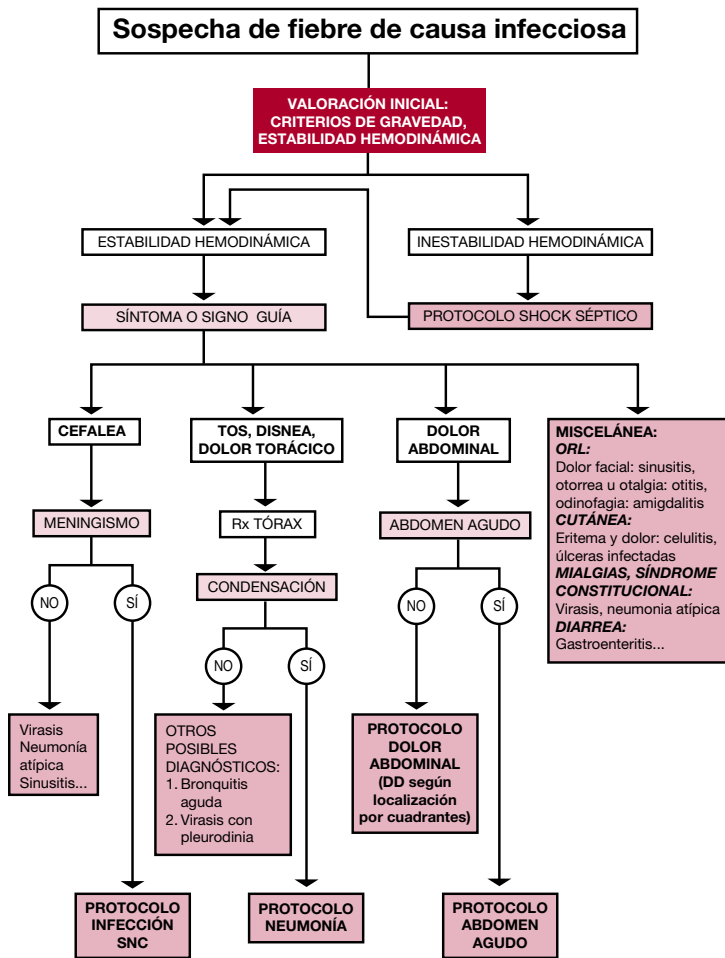 Sospecha de fiebre de causa infecciosa
VALORACIÓN INICIAL:
CRITERIOS DE GRAVEDAD,
ESTABILIDAD HEMODINÁMICA
ESTABILIDAD HEMODINÁMICA
INESTABILIDAD HEMODINÁMICA
SÍNTOMA O SIGNO GUÍA
PROTOCOLO SHOCK SÉPTICO
CEFALEA
TOS, DISNEA,
DOLOR TORÁCICO
DOLOR
ABDOMINAL
MISCELÁNEA:
ORL:
Dolor facial: sinusitis,
otorrea u otalgia: otitis,
odinofagia: amigdalitis
CUTÁNEA:
Eritema y dolor: celulitis,
úlceras infectadas
MIALGIAS, SÍNDROME
CONSTITUCIONAL:
Virasis, neumonia atípica
DIARREA:
Gastroenteritis...
MENINGISMO
Rx TÓRAX
ABDOMEN AGUDO
CONDENSACIÓN
NO
SÍ
NO
SÍ
NO
SÍ
Virasis
Neumonía
atípica
Sinusitis...
OTROS
POSIBLES
DIAGNÓSTICOS:
1. Bronquitis
aguda
2. Virasis con
pleurodinia
PROTOCOLO
DOLOR
ABDOMINAL
(DD según
localización
por cuadrantes)
PROTOCOLO
INFECCIÓN
SNC
PROTOCOLO
NEUMONÍA
PROTOCOLO
ABDOMEN
AGUDO